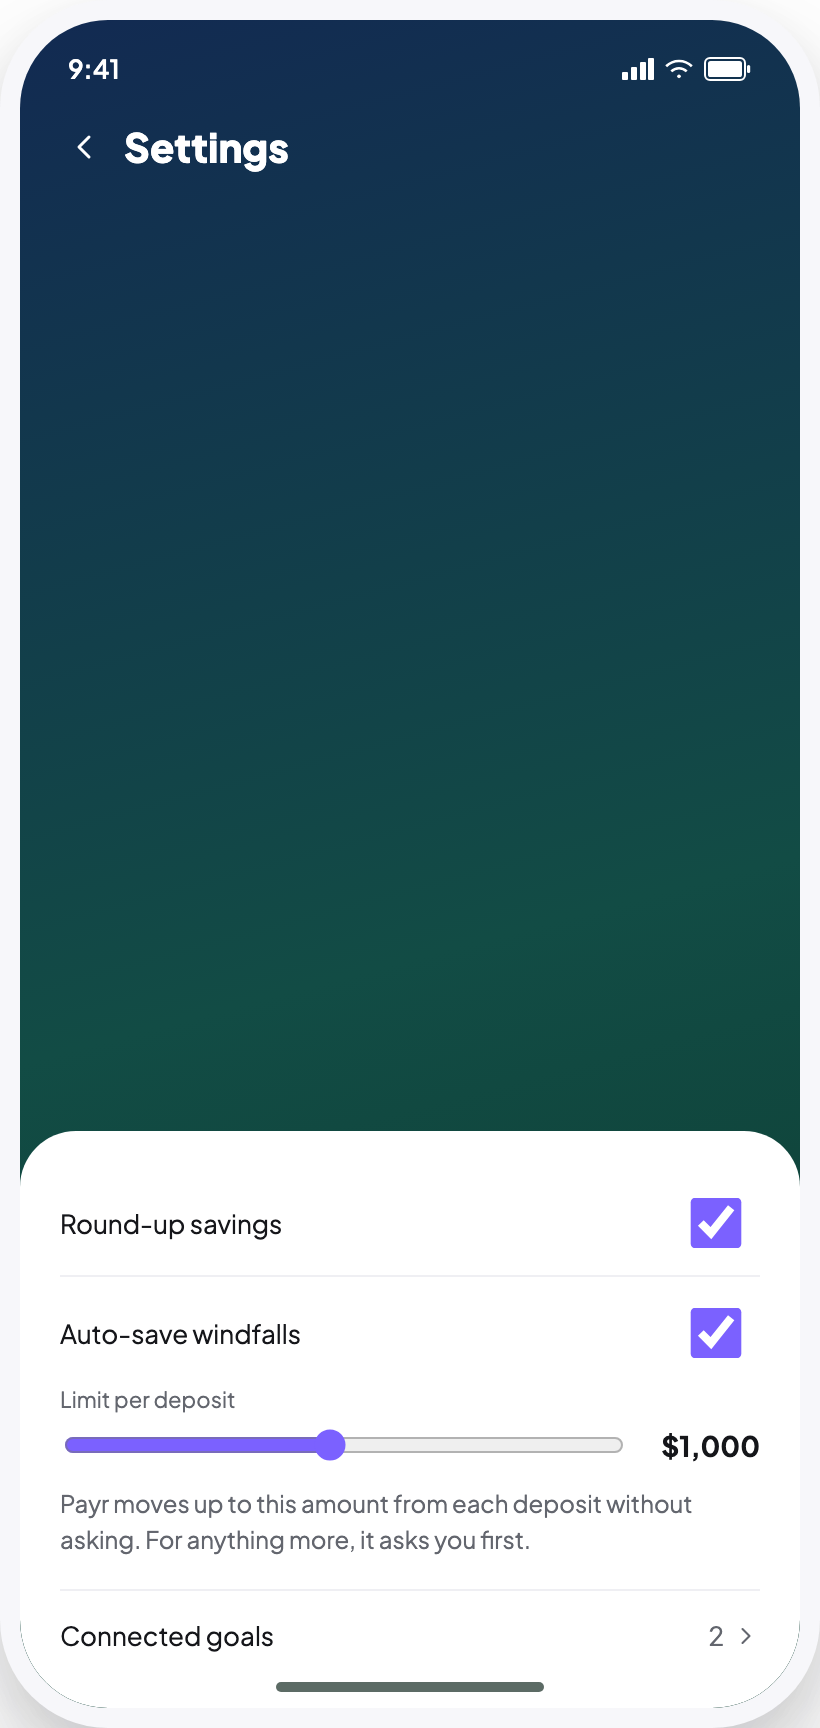 9:41
Settings
Round-up savings
Auto-save windfalls
Limit per deposit
$1,000
Payr moves up to this amount from each deposit without
asking. For anything more, it asks you first.
Connected goals 2